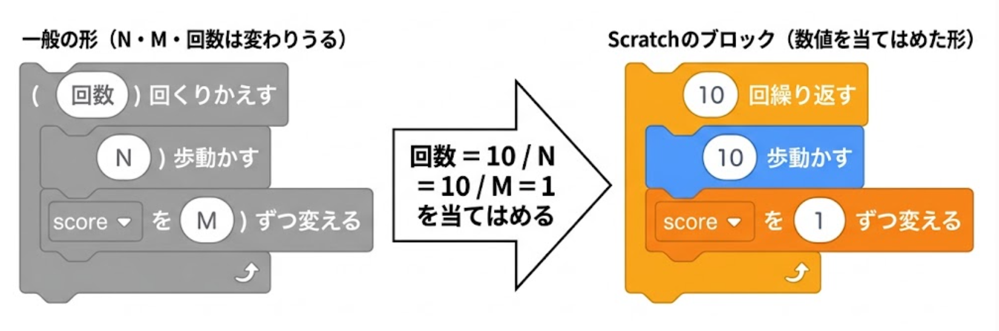 一般の形（N・M・回数は変わりうる）
( 回数 ) 回くりかえす
N ) 歩動かす
score を M ) ずつ変える
回数 = 10 / N
= 10 / M = 1
を当てはめる
Scratchのブロック（数値を当てはめた形）
10 回繰り返す
10 歩動かす
score を 1 ずつ変える